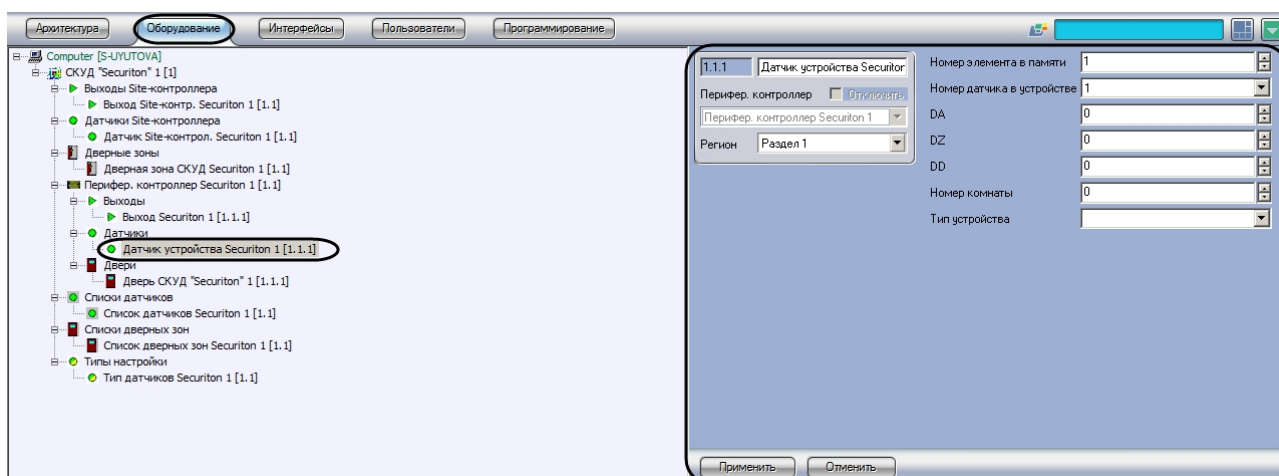 Архитектура Оборудование Интерфейсы Пользователи Программирование
Computer [S-UYUTOVA]
СКУД "Securiton" 1 [1]
Выходы Site-контроллера
Выход Site-контр. Securiton 1 [1.1]
Датчики Site-контроллера
Датчик Site-контрол. Securiton 1 [1.1]
Дверные зоны
Дверная зона СКУД Securiton 1 [1.1]
Перифер. контроллер Securiton 1 [1.1]
Выходы
Выход Securiton 1 [1.1.1]
Датчики
Датчик устройства Securiton 1 [1.1.1]
Двери
Дверь СКУД "Securiton" 1 [1.1.1]
Списки датчиков
Список датчиков Securiton 1 [1.1]
Списки дверных зон
Список дверных зон Securiton 1 [1.1]
Типы настройки
Тип датчиков Securiton 1 [1.1]
1.1.1 Датчик устройства Securitor
Перифер. контроллер Отключить
Перифер. контроллер Securiton 1
Регион Раздел 1
Номер элемента в памяти 1
Номер датчика в устройстве 1
DA 0
DZ 0
DD 0
Номер комнаты 0
Тип устройства
Применить Отменить